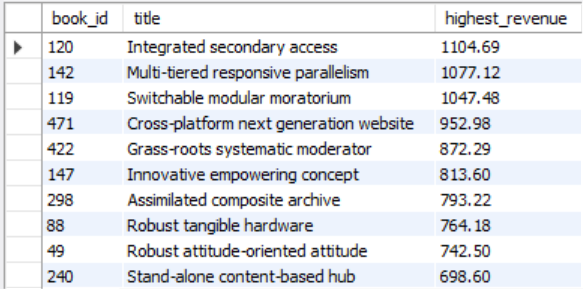 book_id title highest_revenue
120 Integrated secondary access 1104.69
142 Multi-tiered responsive parallelism 1077.12
119 Switchable modular moratorium 1047.48
471 Cross-platform next generation website 952.98
422 Grass-roots systematic moderator 872.29
147 Innovative empowering concept 813.60
298 Assimilated composite archive 793.22
88 Robust tangible hardware 764.18
49 Robust attitude-oriented attitude 742.50
240 Stand-alone content-based hub 698.60